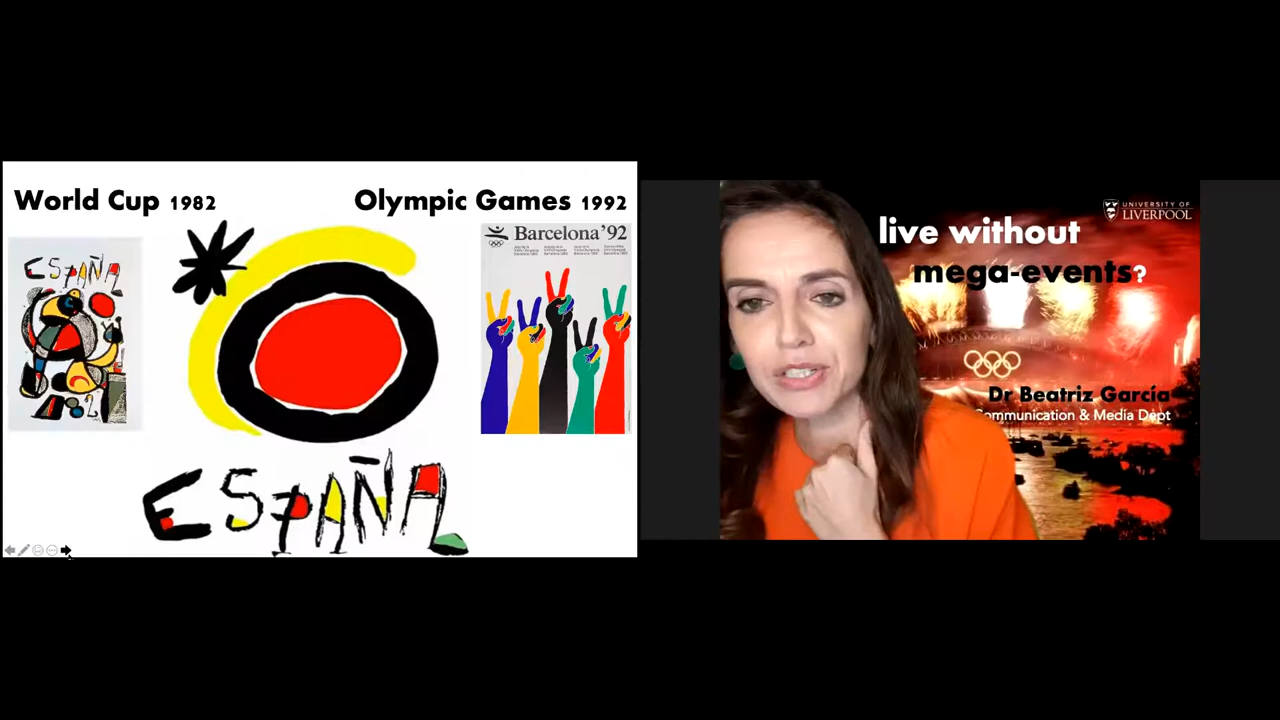 World Cup 1982
Olympic Games 1992
ESPAÑA
Barcelona'92
ESPAÑA
UNIVERSITY OF
LIVERPOOL
live without
mega-events?
Dr Beatriz García
Communication & Media Dept